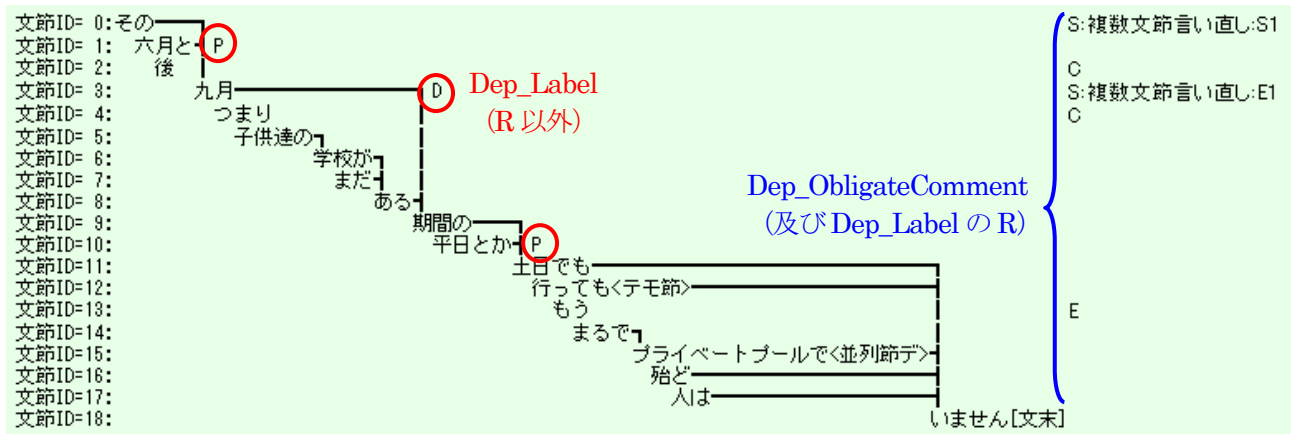 文節ID= 0:その S:複数文節言い直し:S1
文節ID= 1: 六月と P
文節ID= 2: 後 C
文節ID= 3: 九月 D S:複数文節言い直し:E1
文節ID= 4: つまり C
文節ID= 5: 子供達の
文節ID= 6: 学校が
文節ID= 7: まだ
文節ID= 8: ある
文節ID= 9: 期間の
文節ID=10: 平日とか P
文節ID=11: 土日でも
文節ID=12: 行っても<テモ節>
文節ID=13: もう E
文節ID=14: まるで
文節ID=15: プライベートプールで<並列節デ>
文節ID=16: 殆ど
文節ID=17: 人は
文節ID=18: いません[文末]
Dep_Label
(R 以外)
Dep_ObligateComment
(及び Dep_Label の R)